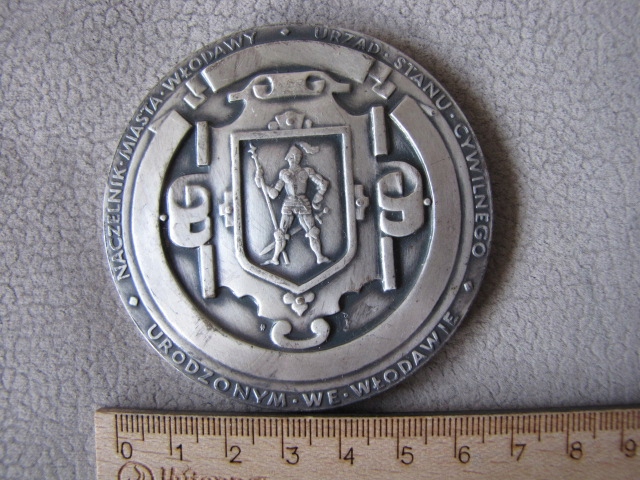 NACZELNIK · MIASTA · WŁODAWY
URZĄD · STANU · CYWILNEGO
URODZONYM · WE · WŁODAWIE
0 1 2 3 4 5 6 7 8 9